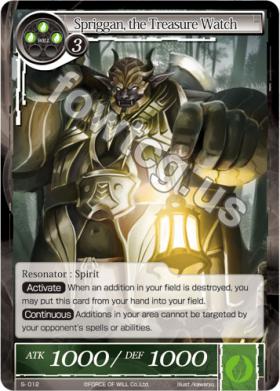 Spriggan, the Treasure Watch
WILL
3
fowtcg.us
Resonator : Spirit
Activate When an addition in your field is destroyed, you
may put this card from your hand into your field.
Continuous Additions in your area cannot be targeted by
your opponent's spells or abilities.
ATK 1000 / DEF 1000
S- 012 ©FORCE OF WILL Co.,Ltd. Illust./kawaryo